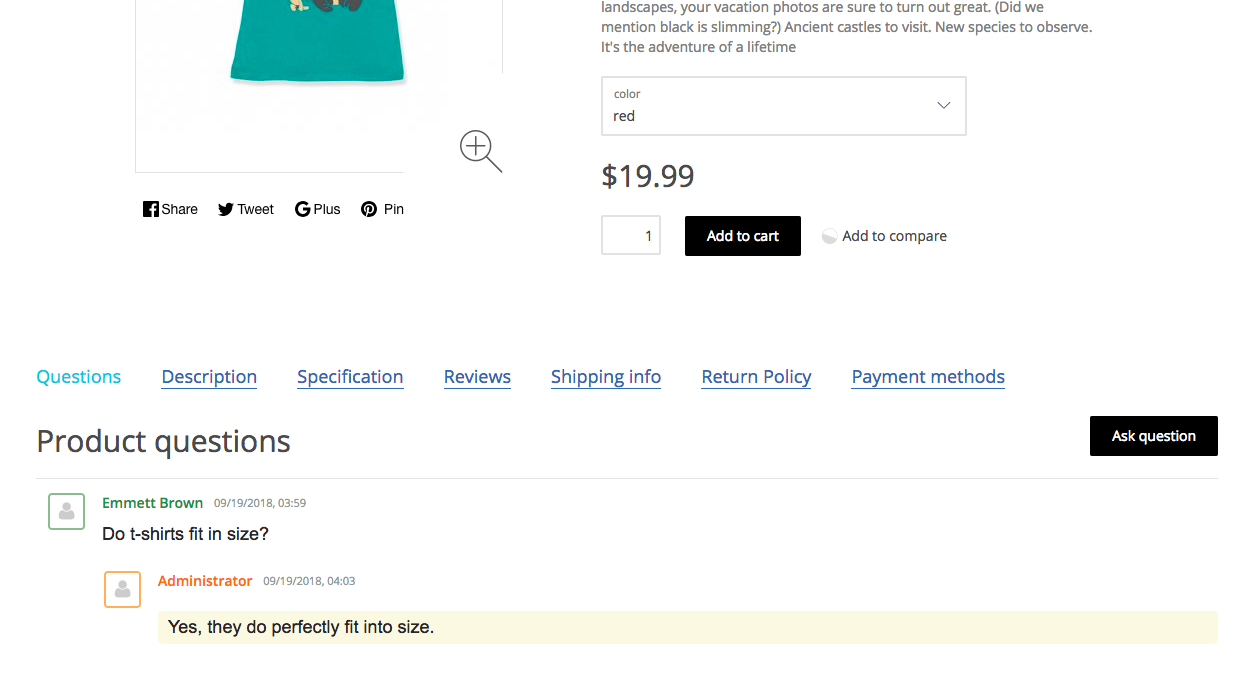 landscapes, your vacation photos are sure to turn out great. (Did we
mention black is slimming?) Ancient castles to visit. New species to observe.
It's the adventure of a lifetime
color
red
$19.99
1 Add to cart Add to compare
Share Tweet Plus Pin
Questions Description Specification Reviews Shipping info Return Policy Payment methods
Product questions
Ask question
Emmett Brown 09/19/2018, 03:59
Do t-shirts fit in size?
Administrator 09/19/2018, 04:03
Yes, they do perfectly fit into size.